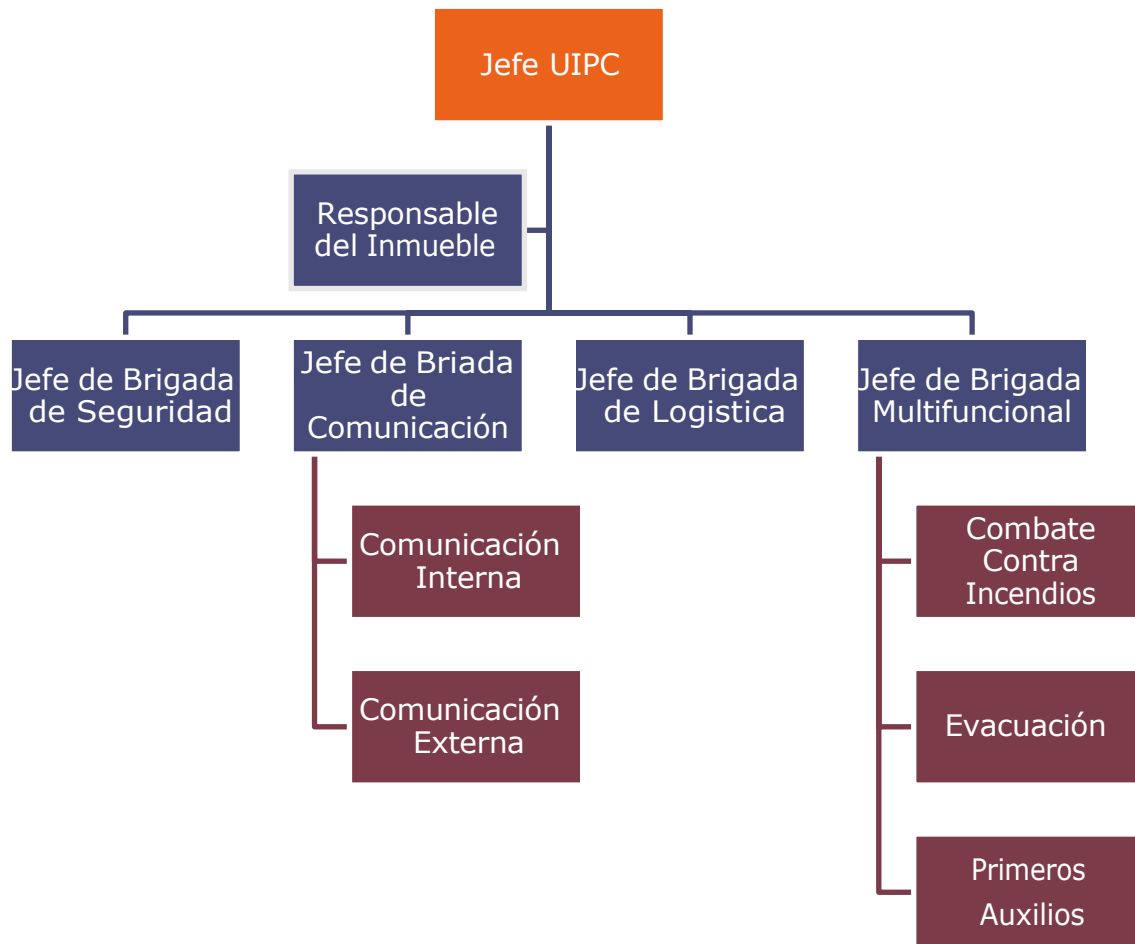 Jefe UIPC
Responsable
del Inmueble
Jefe de Brigada
de Seguridad
Jefe de Briada
de
Comunicación
Jefe de Brigada
de Logistica
Jefe de Brigada
Multifuncional
Comunicación
Interna
Comunicación
Externa
Combate
Contra
Incendios
Evacuación
Primeros
Auxilios